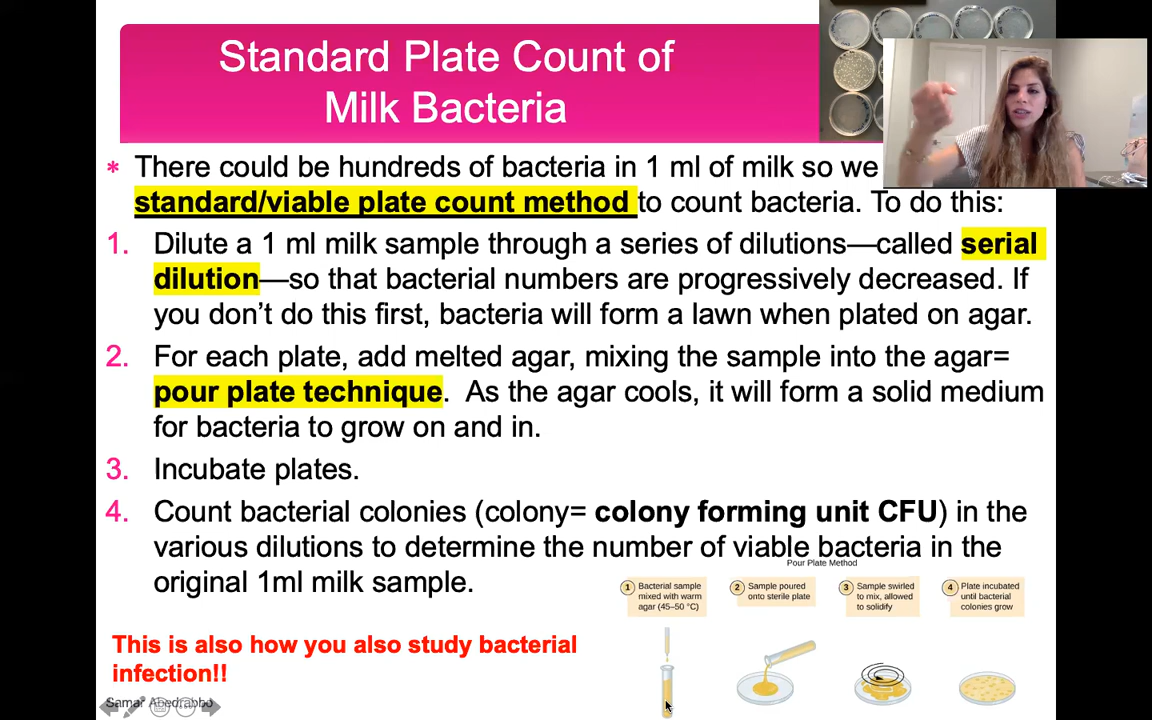 Standard Plate Count of
Milk Bacteria
* There could be hundreds of bacteria in 1 ml of milk so we
standard/viable plate count method to count bacteria. To do this:
1. Dilute a 1 ml milk sample through a series of dilutions—called serial
dilution—so that bacterial numbers are progressively decreased. If
you don’t do this first, bacteria will form a lawn when plated on agar.
2. For each plate, add melted agar, mixing the sample into the agar=
pour plate technique. As the agar cools, it will form a solid medium
for bacteria to grow on and in.
3. Incubate plates.
4. Count bacterial colonies (colony= colony forming unit CFU) in the
various dilutions to determine the number of viable bacteria in the
original 1ml milk sample.
Pour Plate Method
1 Bacterial sample
mixed with warm
agar (45–50 °C)
2 Sample poured
onto sterile plate
3 Sample swirled
to mix, allowed
to solidify
4 Plate incubated
until bacterial
colonies grow
This is also how you also study bacterial
infection!!
Samar Abedrabbo